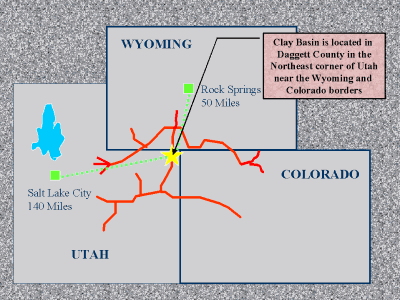 WYOMING
Clay Basin is located in
Daggett County in the
Northeast corner of Utah
near the Wyoming and
Colorado borders
Rock Springs
50 Miles
Salt Lake City
140 Miles
COLORADO
UTAH